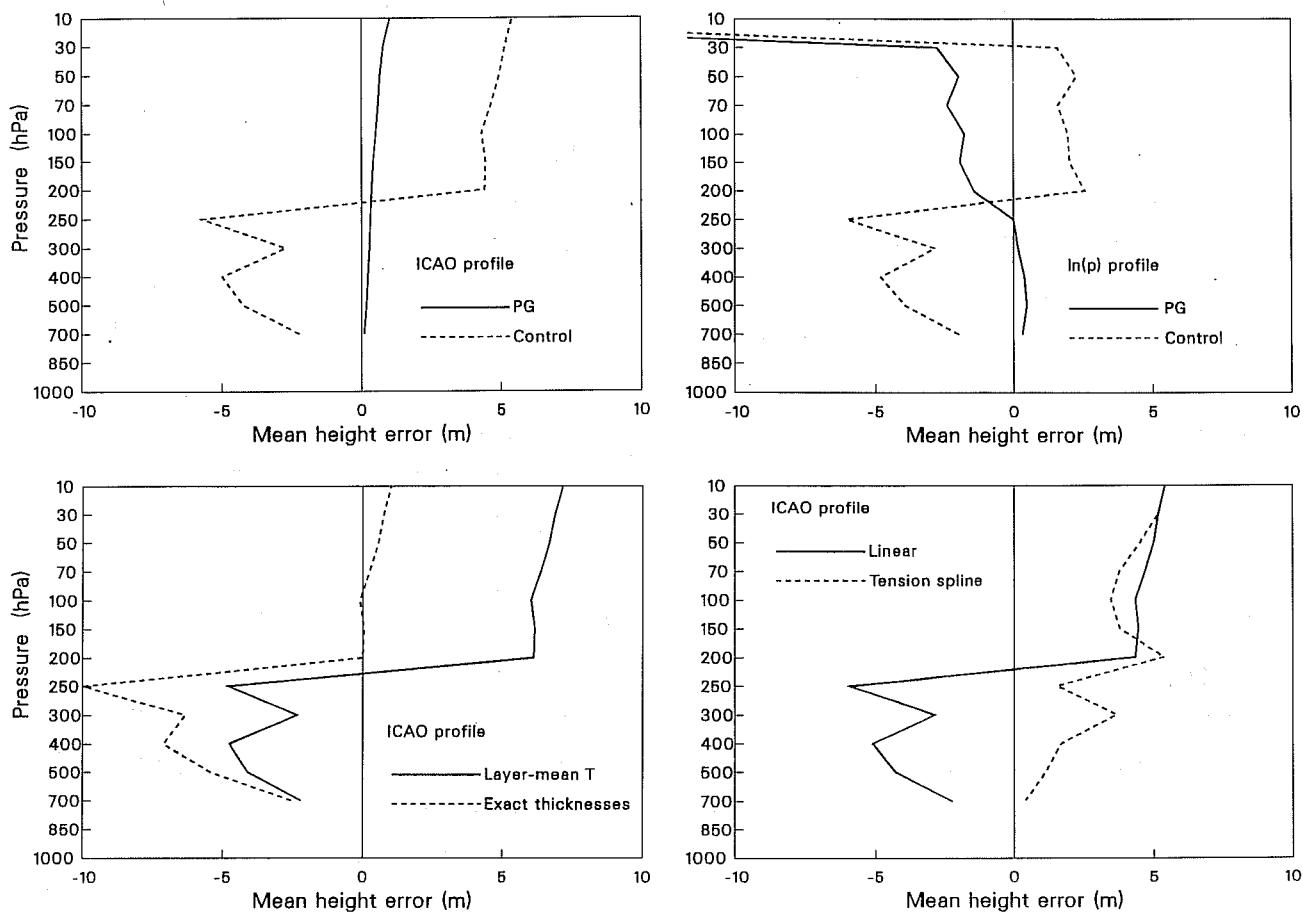 10
30
50
70
100
150
200
250
300
400
500
700
850
1000
Pressure (hPa)
ICAO profile
PG
Control
-10 -5 0 5 10
Mean height error (m)
10
30
50
70
100
150
200
250
300
400
500
700
850
1000
ln(p) profile
PG
Control
-10 -5 0 5 10
Mean height error (m)
10
30
50
70
100
150
200
250
300
400
500
700
850
1000
Pressure (hPa)
ICAO profile
Layer-mean T
Exact thicknesses
-10 -5 0 5 10
Mean height error (m)
10
30
50
70
100
150
200
250
300
400
500
700
850
1000
ICAO profile
Linear
Tension spline
-10 -5 0 5 10
Mean height error (m)